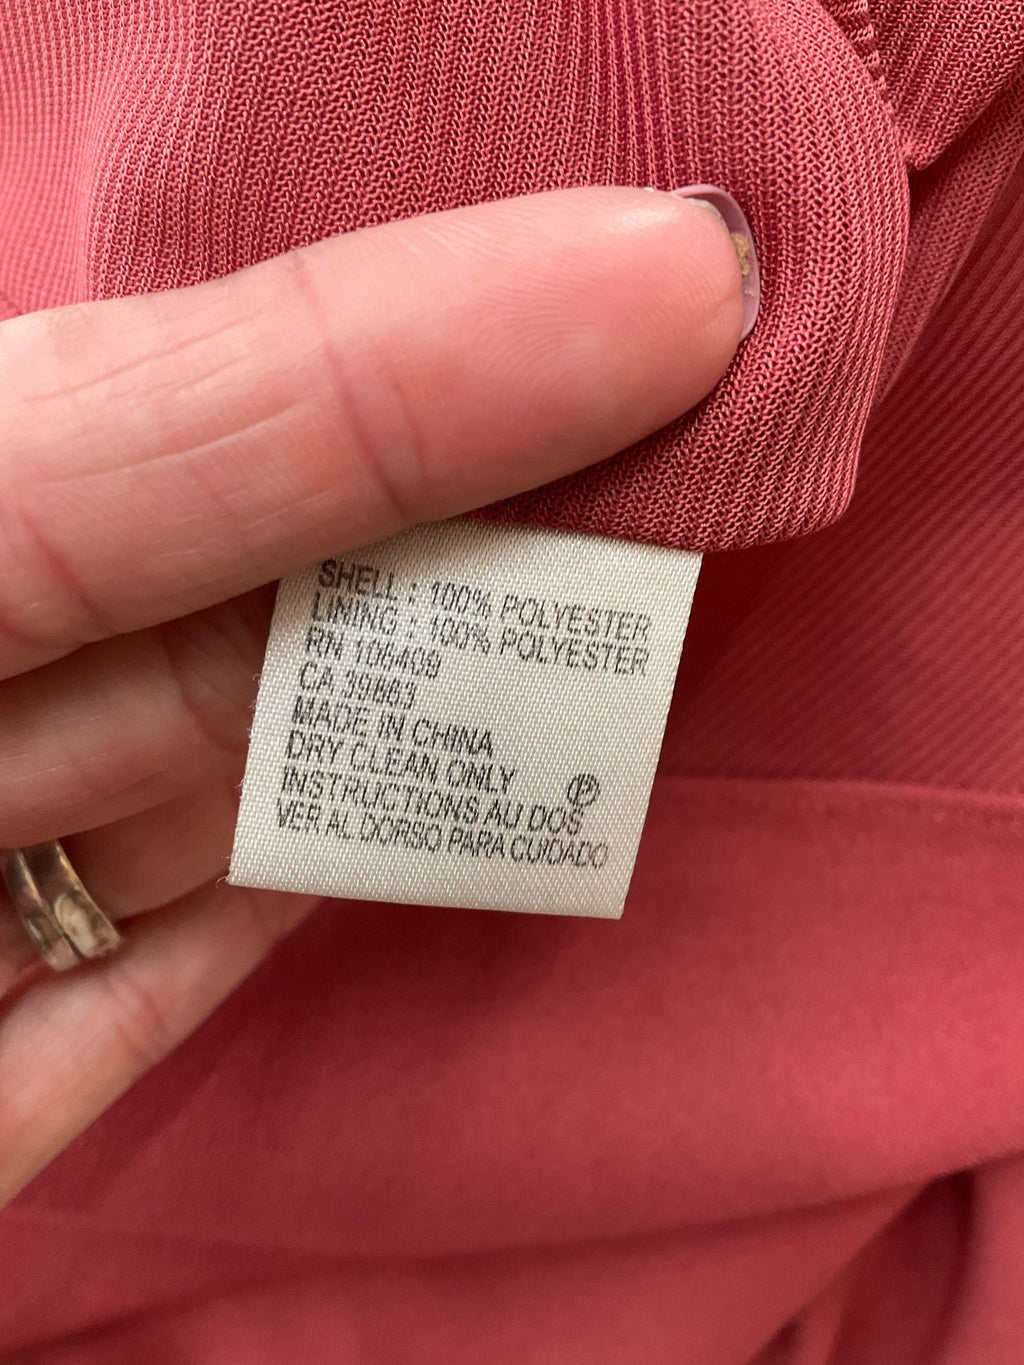 SHELL : 100% POLYESTER
LINING : 100% POLYESTER
RN 106409
CA 39663
MADE IN CHINA
DRY CLEAN ONLY
P
INSTRUCTIONS AU DOS
VER AL DORSO PARA CUIDADO